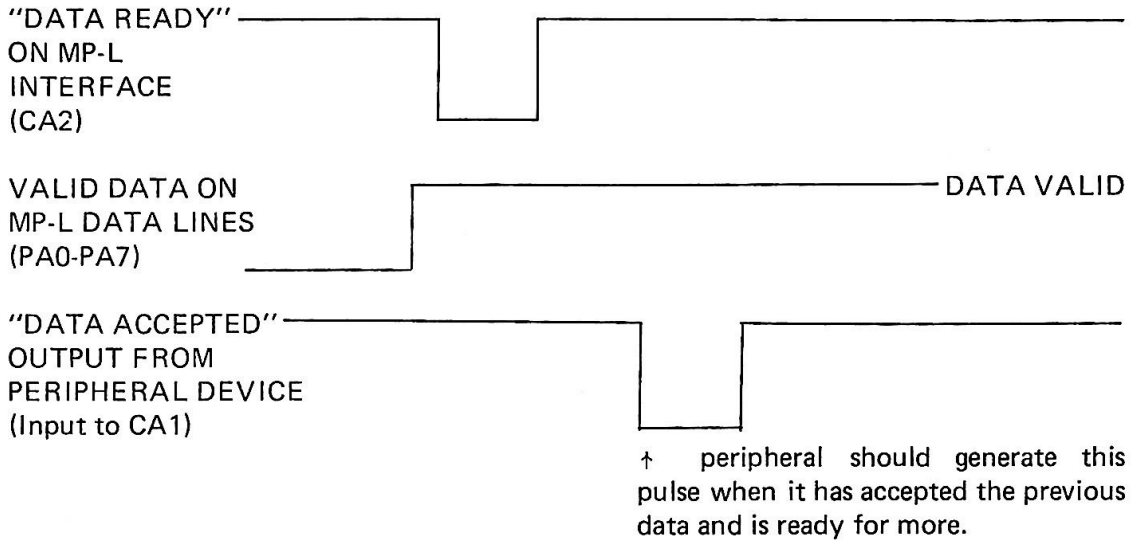 "DATA READY"
ON MP-L
INTERFACE
(CA2)
VALID DATA ON
MP-L DATA LINES
(PA0-PA7)
DATA VALID
"DATA ACCEPTED"
OUTPUT FROM
PERIPHERAL DEVICE
(Input to CA1)
↑ peripheral should generate this
pulse when it has accepted the previous
data and is ready for more.